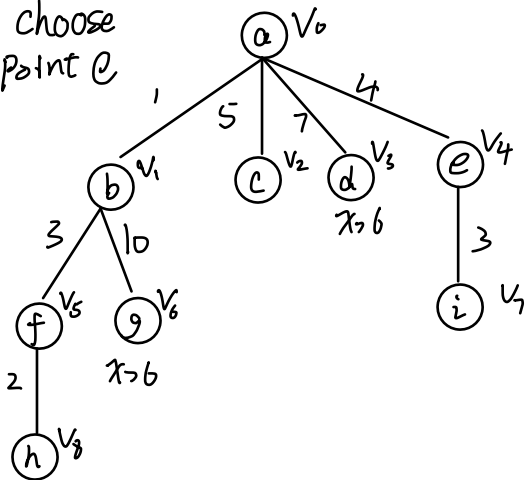 choose
point e
a V0
1
5
7
4
b V1
c V2
d V3
e V4
x>6
3
10
3
f V5
g V6
i V7
x>6
2
h V8